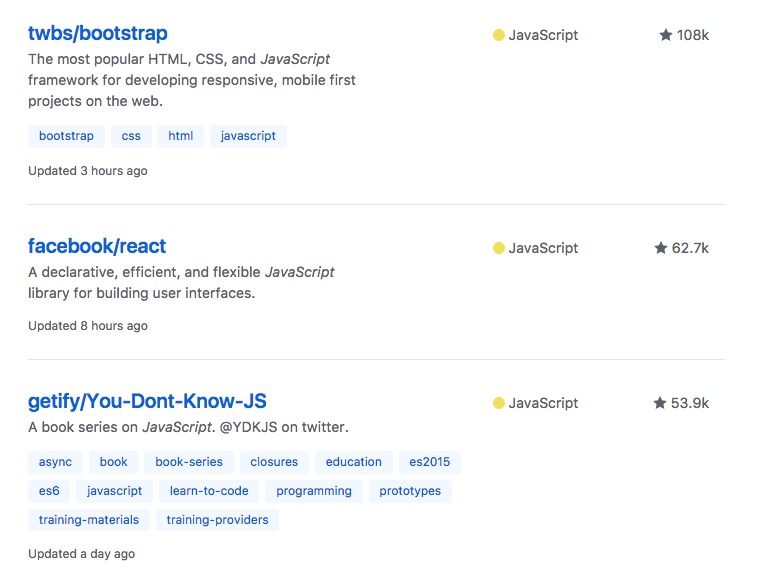 twbs/bootstrap JavaScript 108k
The most popular HTML, CSS, and JavaScript
framework for developing responsive, mobile first
projects on the web.
bootstrap css html javascript
Updated 3 hours ago
facebook/react JavaScript 62.7k
A declarative, efficient, and flexible JavaScript
library for building user interfaces.
Updated 8 hours ago
getify/You-Dont-Know-JS JavaScript 53.9k
A book series on JavaScript. @YDKJS on twitter.
async book book-series closures education es2015
es6 javascript learn-to-code programming prototypes
training-materials training-providers
Updated a day ago